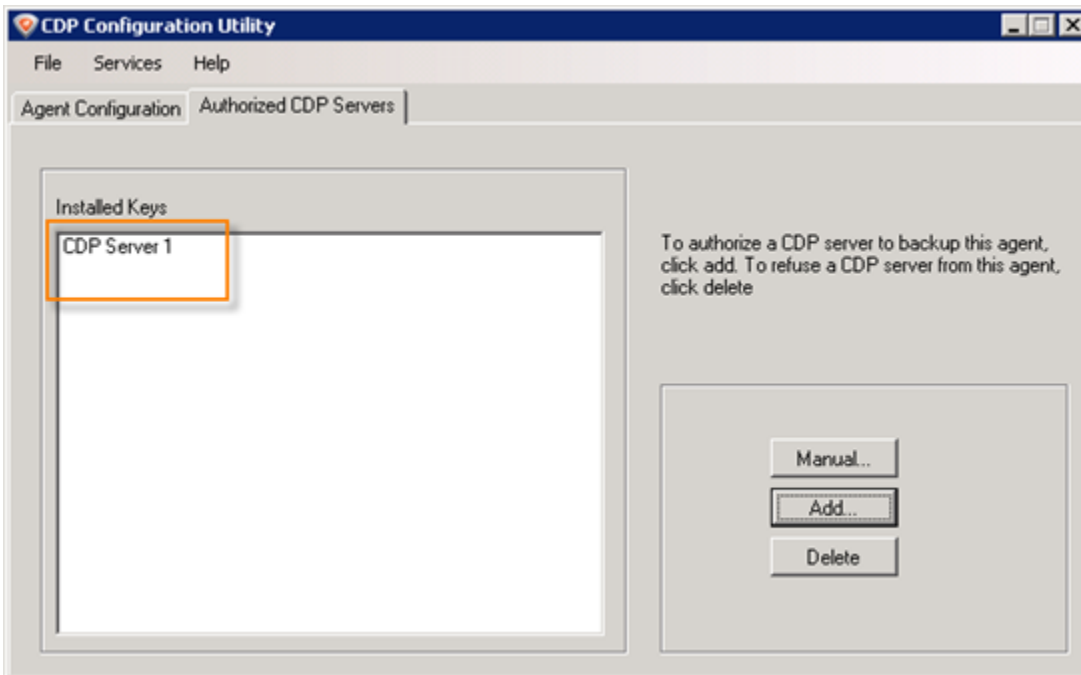 CDP Configuration Utility
File Services Help
Agent Configuration Authorized CDP Servers
Installed Keys
CDP Server 1
To authorize a CDP server to backup this agent,
click add. To refuse a CDP server from this agent,
click delete
Manual...
Add...
Delete